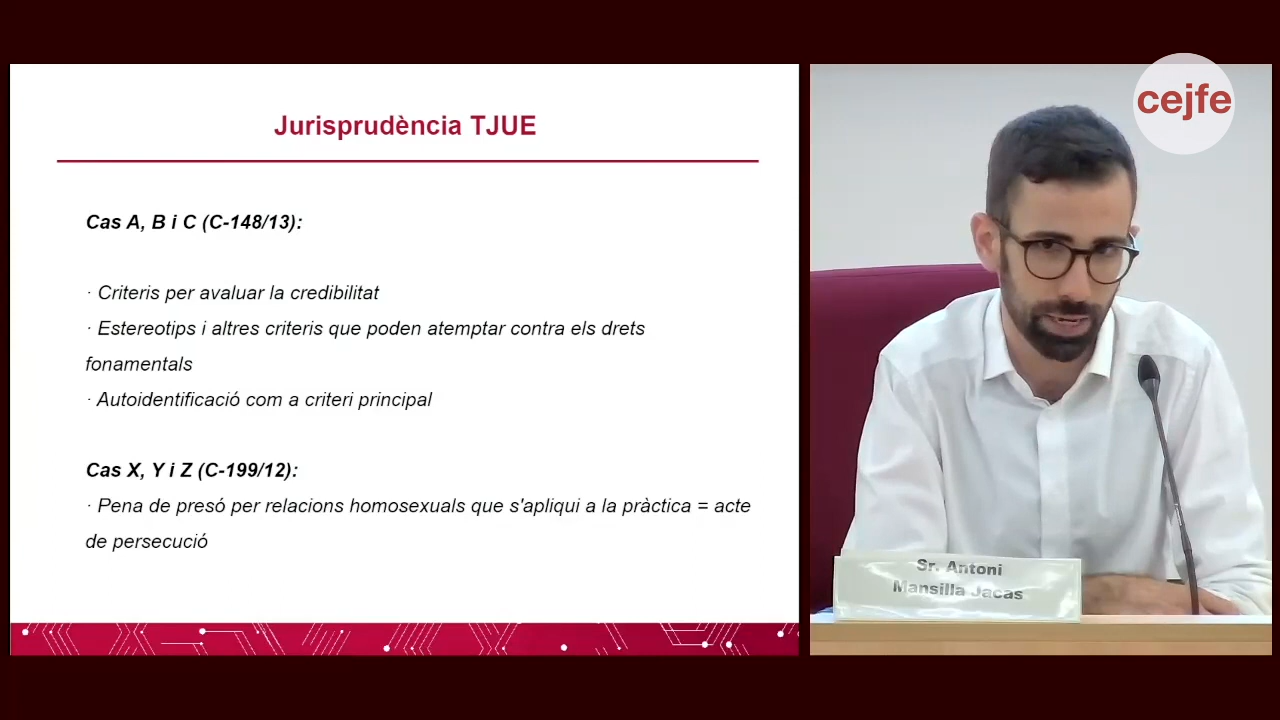 Jurisprudència TJUE
Cas A, B i C (C-148/13):
· Criteris per avaluar la credibilitat
· Estereotips i altres criteris que poden atemptar contra els drets
fonamentals
· Autoidentificació com a criteri principal
Cas X, Y i Z (C-199/12):
· Pena de presó per relacions homosexuals que s'apliqui a la pràctica = acte
de persecució
cejfe
Sr. Antoni
Mansilla Jacas